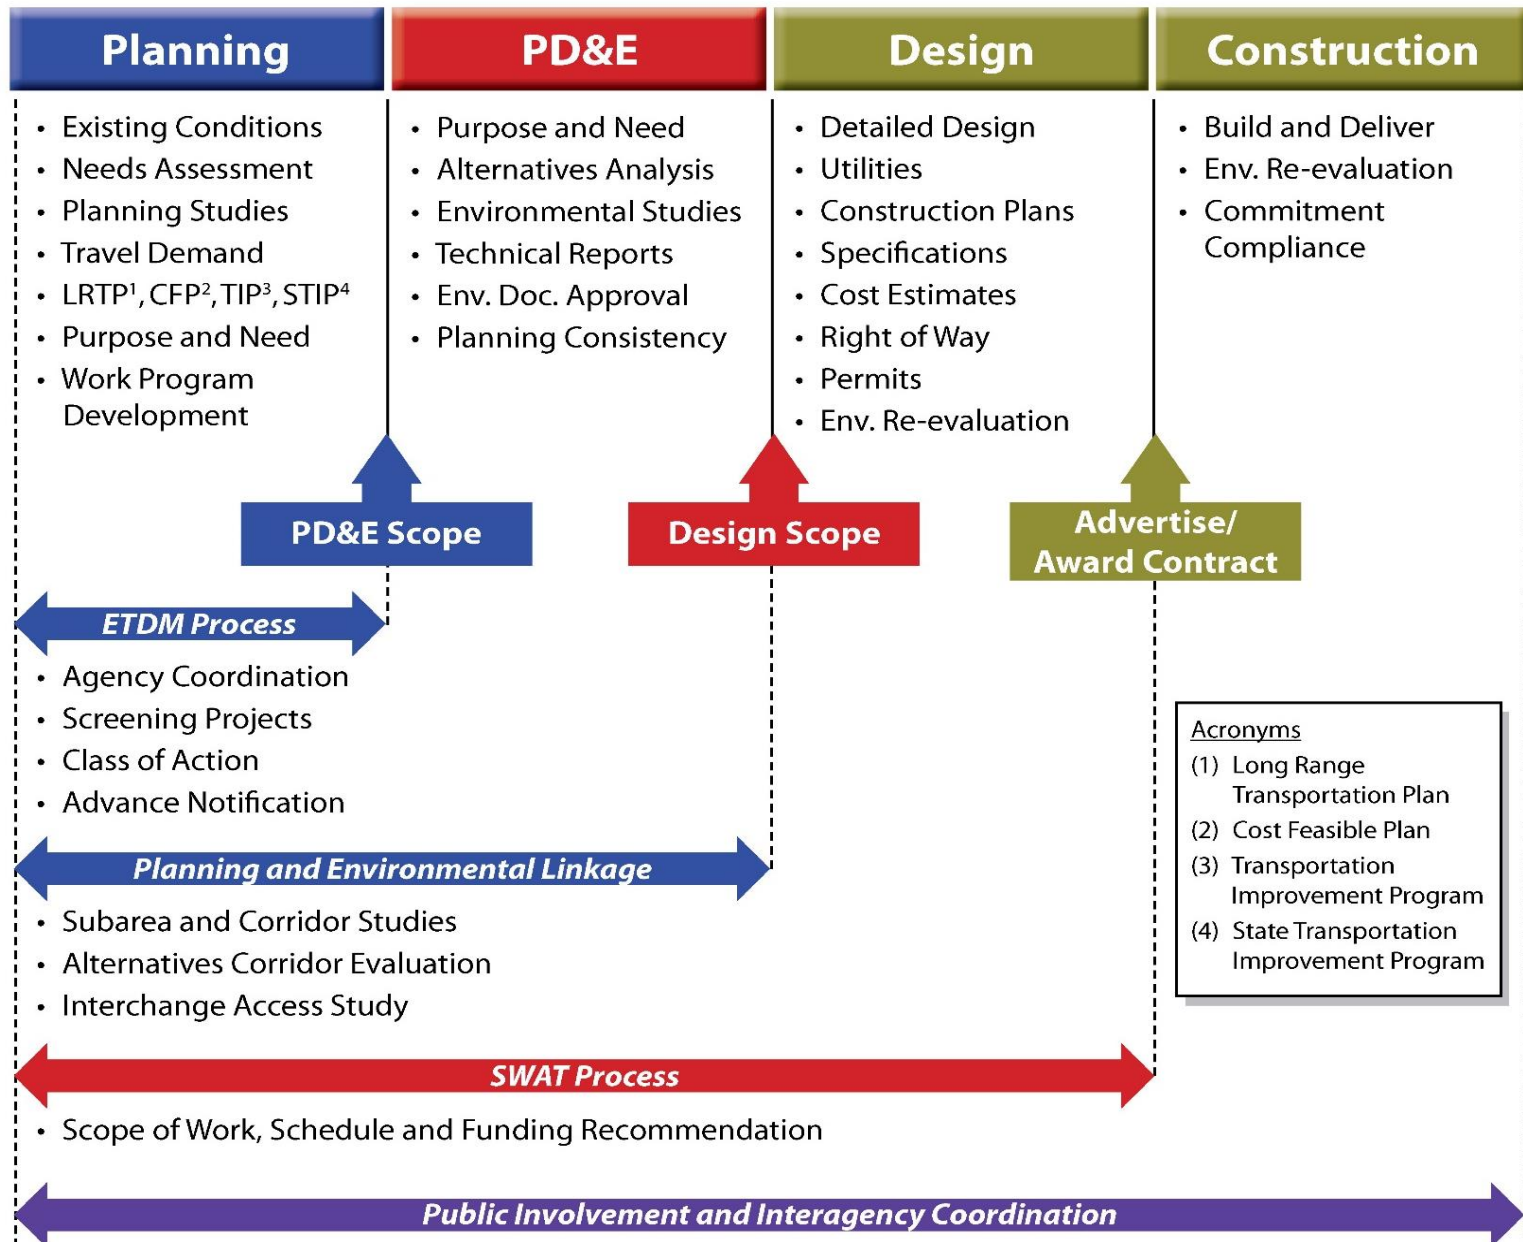 Planning
PD&E
Design
Construction
• Existing Conditions
• Needs Assessment
• Planning Studies
• Travel Demand
• LRTP¹, CFP², TIP³, STIP⁴
• Purpose and Need
• Work Program
Development
• Purpose and Need
• Alternatives Analysis
• Environmental Studies
• Technical Reports
• Env. Doc. Approval
• Planning Consistency
• Detailed Design
• Utilities
• Construction Plans
• Specifications
• Cost Estimates
• Right of Way
• Permits
• Env. Re-evaluation
• Build and Deliver
• Env. Re-evaluation
• Commitment
Compliance
PD&E Scope
Design Scope
Advertise/
Award Contract
ETDM Process
• Agency Coordination
• Screening Projects
• Class of Action
• Advance Notification
Planning and Environmental Linkage
• Subarea and Corridor Studies
• Alternatives Corridor Evaluation
• Interchange Access Study
SWAT Process
• Scope of Work, Schedule and Funding Recommendation
Public Involvement and Interagency Coordination
Acronyms
(1) Long Range
Transportation Plan
(2) Cost Feasible Plan
(3) Transportation
Improvement Program
(4) State Transportation
Improvement Program